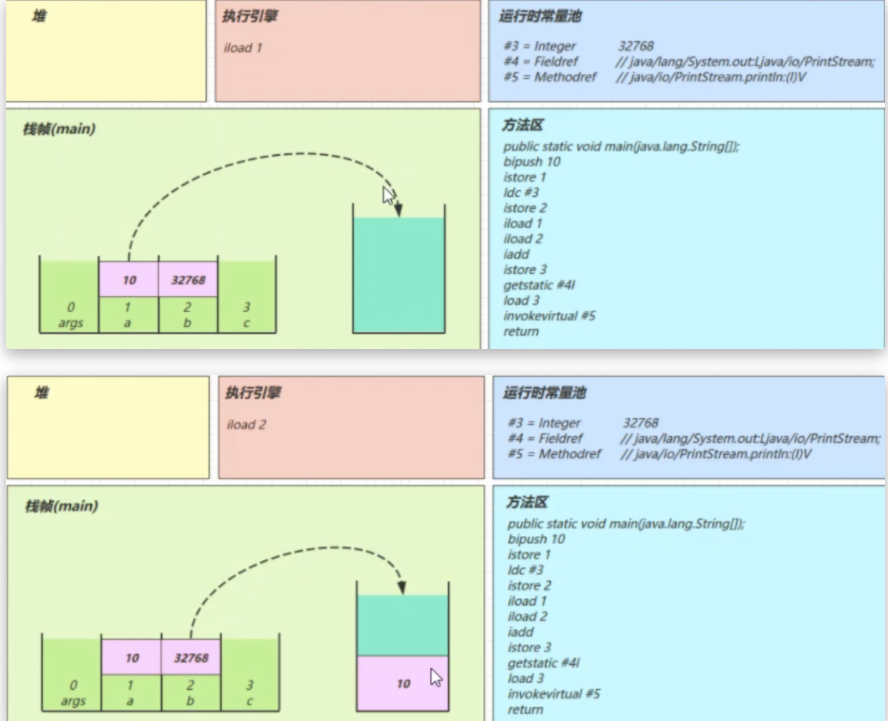 堆
执行引擎
iload 1
运行时常量池
#3 = Integer 32768
#4 = Fieldref // java/lang/System.out:Ljava/io/PrintStream;
#5 = Methodref // java/io/PrintStream.println:(I)V
栈帧(main)
10 32768
0 1 2 3
args a b c
方法区
public static void main(java.lang.String[]);
bipush 10
istore 1
ldc #3
istore 2
iload 1
iload 2
iadd
istore 3
getstatic #4I
load 3
invokevirtual #5
return
堆
执行引擎
iload 2
运行时常量池
#3 = Integer 32768
#4 = Fieldref // java/lang/System.out:Ljava/io/PrintStream;
#5 = Methodref // java/io/PrintStream.println:(I)V
栈帧(main)
10 32768
0 1 2 3
args a b c
10
方法区
public static void main(java.lang.String[]);
bipush 10
istore 1
ldc #3
istore 2
iload 1
iload 2
iadd
istore 3
getstatic #4I
load 3
invokevirtual #5
return